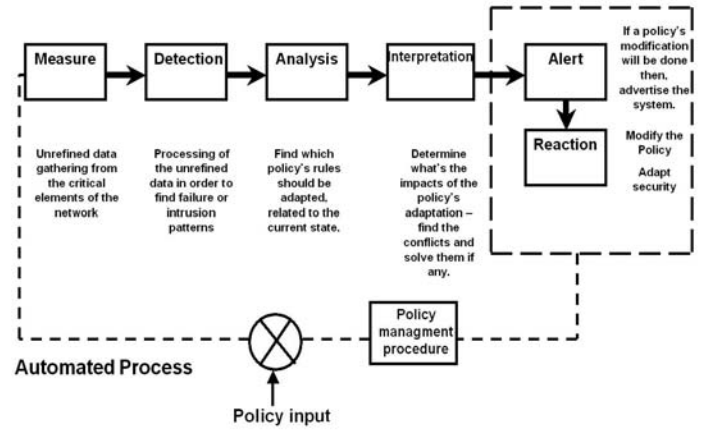 Measure
Detection
Analysis
Interpretation
Alert
If a policy's
modification
will be done
then,
advertise the
system.
Reaction
Modify the
Policy
Adapt
security
Unrefined data
gathering from
the critical
elements of the
network
Processing of
the unrefined
data in order to
find failure or
intrusion
patterns
Find which
policy's rules
should be
adapted,
related to the
current state.
Determine
what's the
impacts of the
policy's
adaptation –
find the
conflicts and
solve them if
any.
Policy
managment
procedure
Automated Process
Policy input